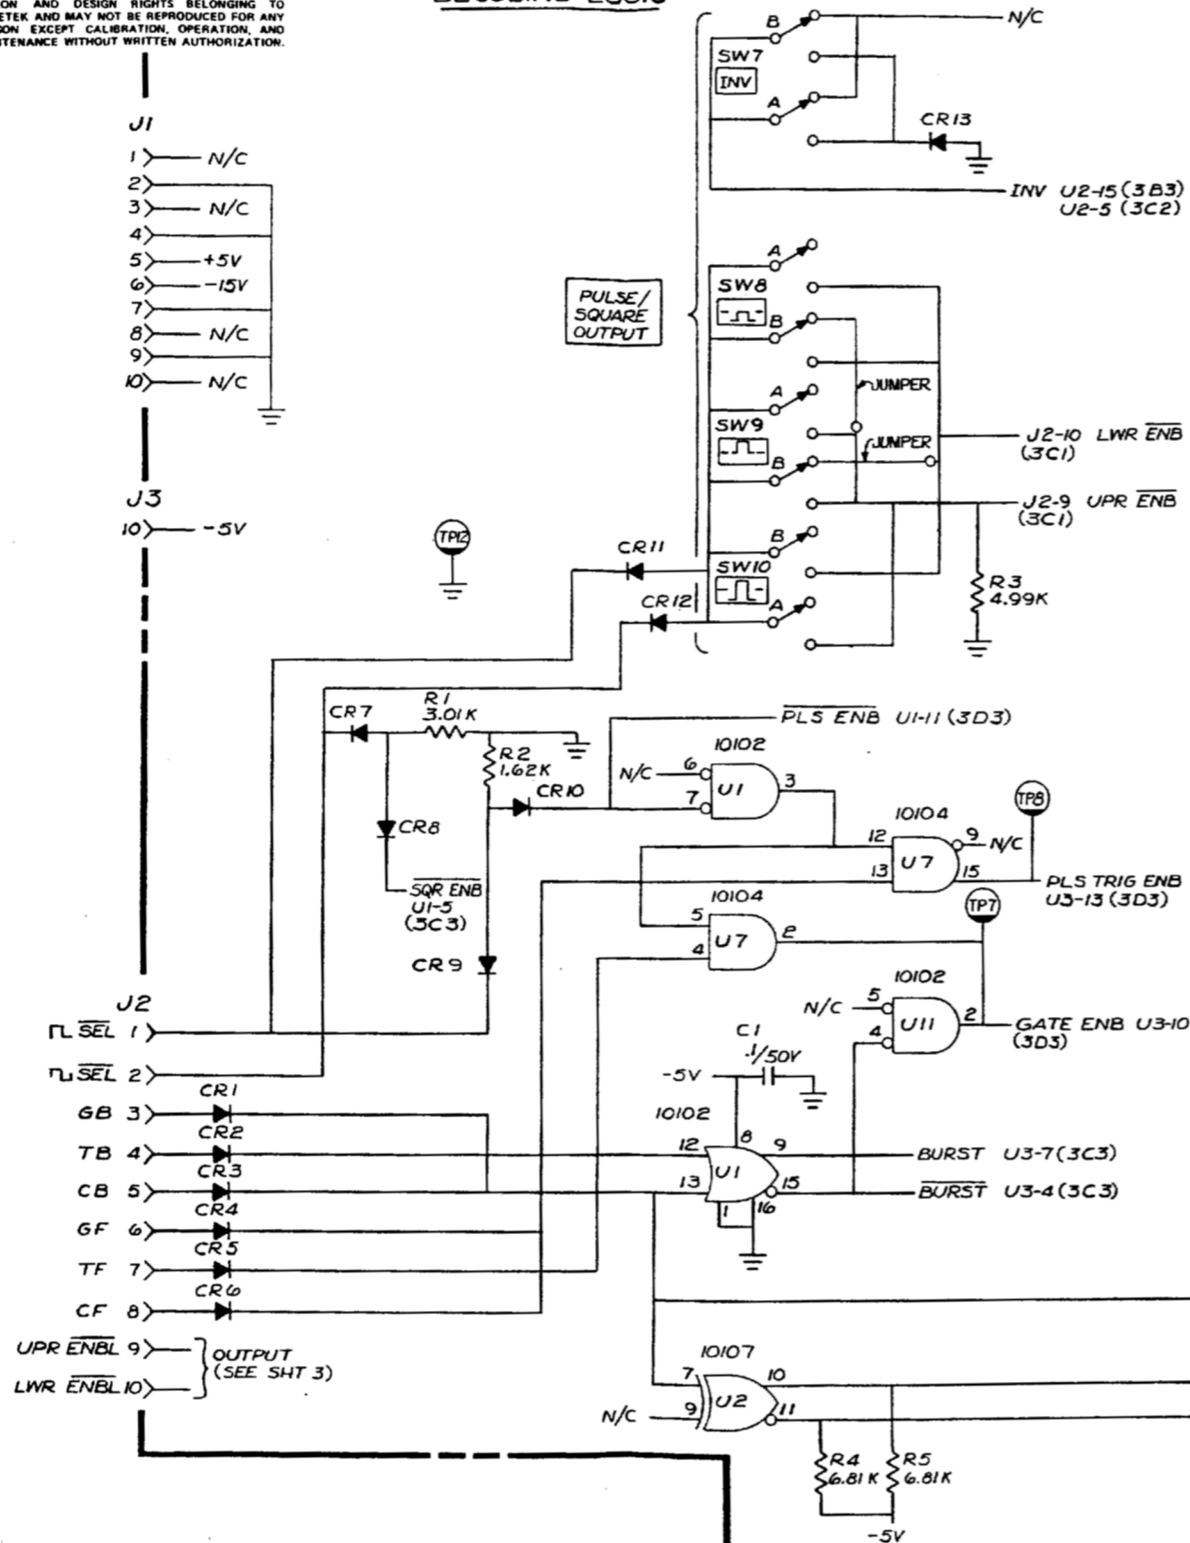 ON AND DESIGN RIGHTS BELONGING TO
ETEK AND MAY NOT BE REPRODUCED FOR ANY
ON EXCEPT CALIBRATION, OPERATION, AND
TENANCE WITHOUT WRITTEN AUTHORIZATION.
J1
1 N/C
2
3 N/C
4
5 +5V
6 -15V
7
8 N/C
9
10 N/C
J3
10 -5V
TP12
PULSE/
SQUARE
OUTPUT
B
SW7
INV
A
N/C
CR13
INV U2-15 (3B3)
U2-5 (3C2)
A
SW8
B
JUMPER
A
SW9
B
JUMPER
J2-10 LWR ENB
(3C1)
J2-9 UPR ENB
(3C1)
B
SW10
A
R3
4.99K
CR11
CR12
CR7
R1
3.01K
R2
1.62K
CR10
CR8
SQR ENB
U1-5
(3C3)
CR9
PLS ENB U1-11 (3D3)
10102
N/C 6
7
U1
3
10104
12
13
U7
9 N/C
15
TP8
PLS TRIG ENB
U3-13 (3D3)
10104
5
4
U7
2
TP7
10102
N/C 5
4
U11
2
GATE ENB U3-10
(3D3)
J2
SEL 1
SEL 2
GB 3 CR1
TB 4 CR2
CB 5 CR3
GF 6 CR4
TF 7 CR5
CF 8 CR6
UPR ENBL 9
LWR ENBL 10
OUTPUT
(SEE SHT 3)
C1
.1/50V
-5V
10102
12
13
U1
8
9
15
1
16
BURST U3-7 (3C3)
BURST U3-4 (3C3)
10107
7
N/C 9
U2
10
11
R4
6.81K
R5
6.81K
-5V